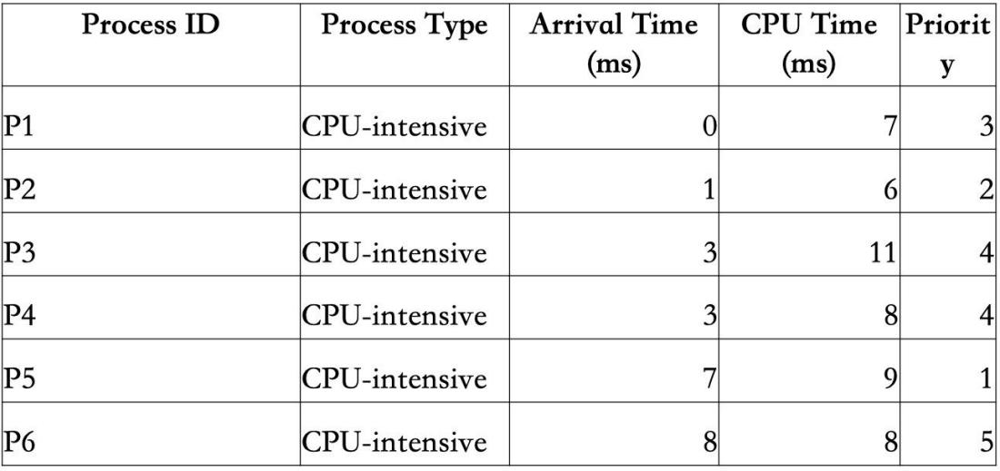 Process ID Process Type Arrival Time (ms) CPU Time (ms) Priorit y
P1 CPU-intensive 0 7 3
P2 CPU-intensive 1 6 2
P3 CPU-intensive 3 11 4
P4 CPU-intensive 3 8 4
P5 CPU-intensive 7 9 1
P6 CPU-intensive 8 8 5